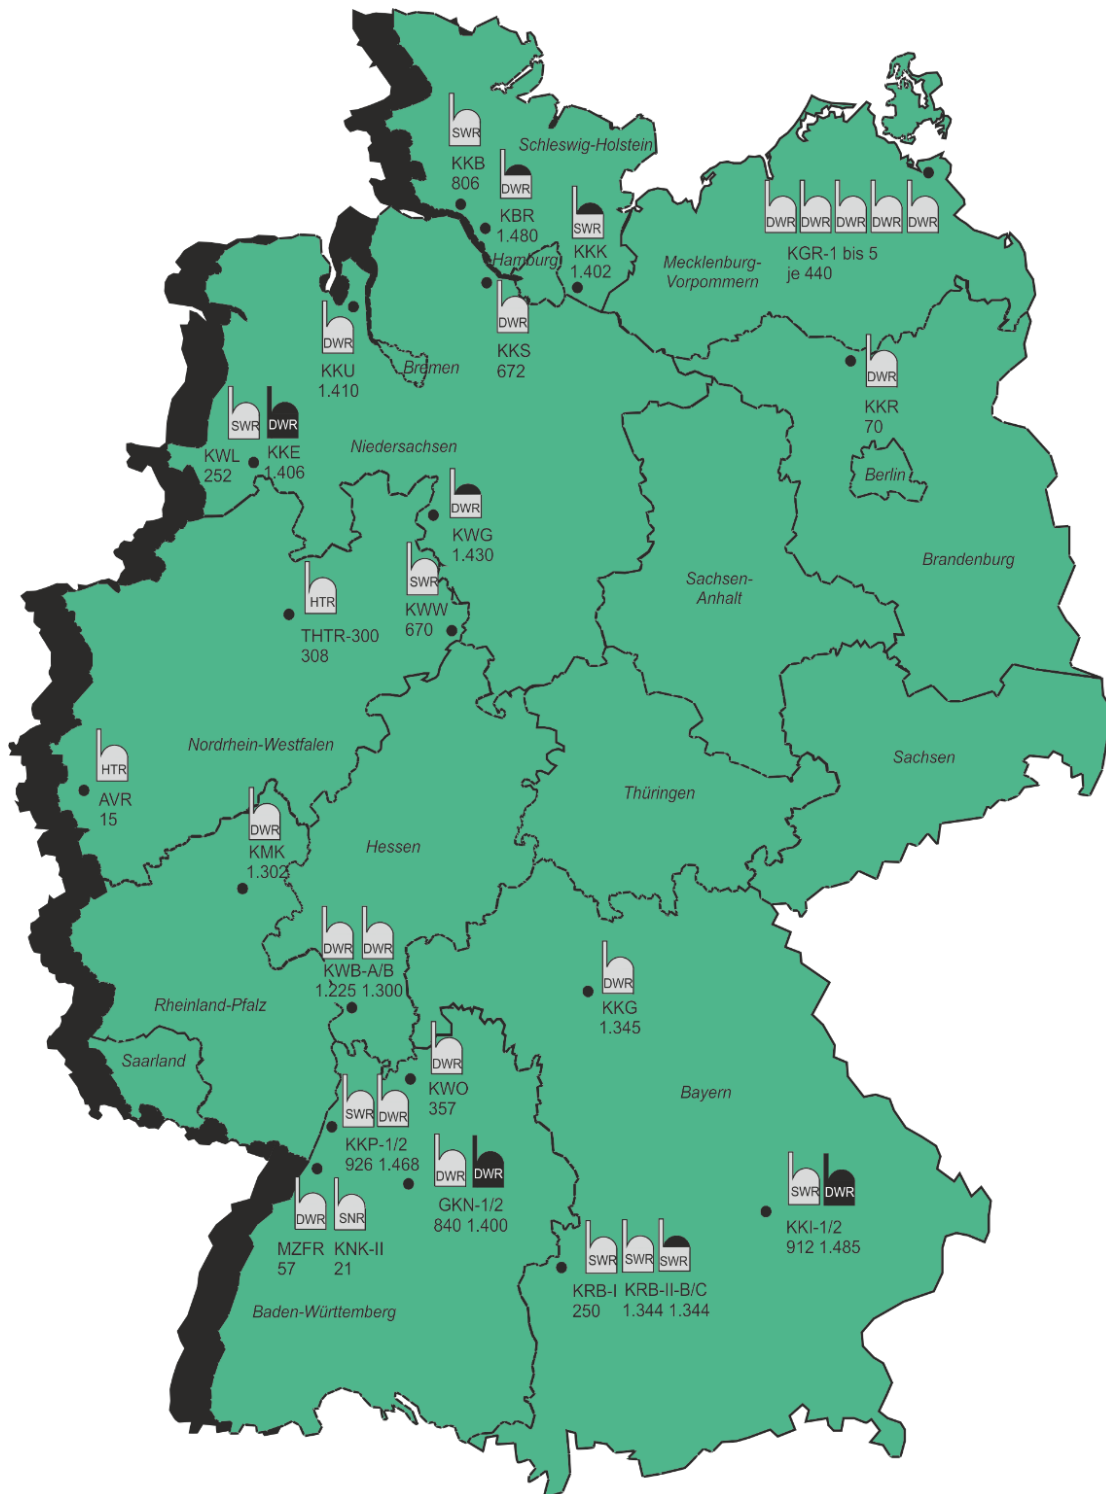 SWR
KKB
806
Schleswig-Holstein
DWR
KBR
1.480
SWR
KKK
1.402
Hamburg
DWR DWR DWR DWR DWR
KGR-1 bis 5
je 440
Mecklenburg-
Vorpommern
DWR
KKU
1.410
DWR
KKS
672
Bremen
DWR
KKR
70
SWR DWR
KWL KKE
252 1.406
Niedersachsen
Berlin
DWR
KWG
1.430
Brandenburg
SWR
KWW
670
Sachsen-
Anhalt
HTR
THTR-300
308
Nordrhein-Westfalen
HTR
AVR
15
Sachsen
Thüringen
DWR
KMK
1.302
Hessen
DWR DWR
KWB-A/B
1.225 1.300
DWR
KKG
1.345
Rheinland-Pfalz
Saarland
DWR
KWO
357
Bayern
SWR DWR
KKP-1/2
926 1.468
DWR DWR
GKN-1/2
840 1.400
SWR DWR
KKI-1/2
912 1.485
DWR SNR
MZFR KNK-II
57 21
SWR SWR SWR
KRB-I KRB-II-B/C
250 1.344 1.344
Baden-Württemberg